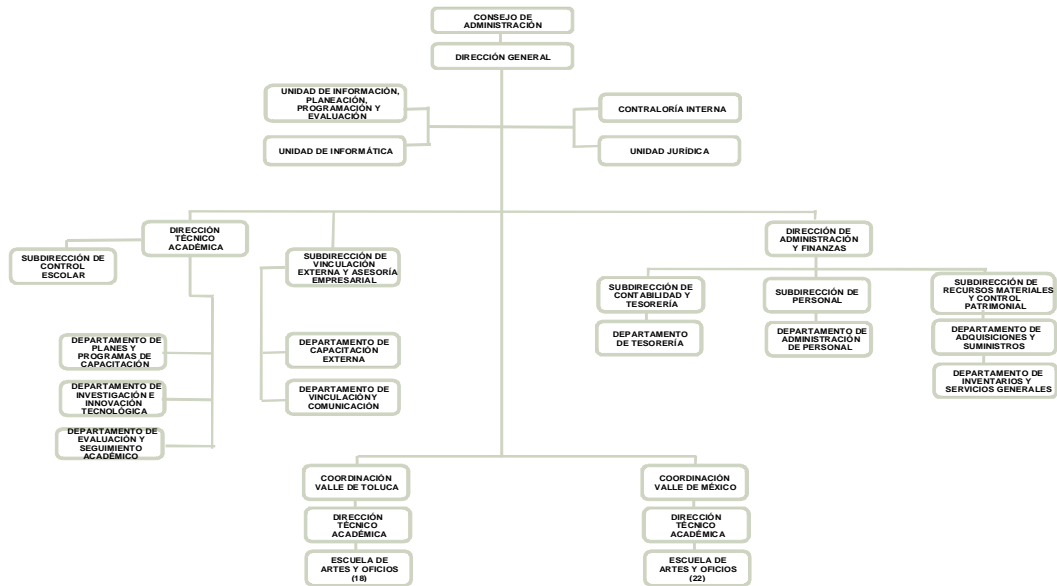 CONSEJO DE
ADMINISTRACIÓN
DIRECCIÓN GENERAL
UNIDAD DE INFORMACIÓN,
PLANEACIÓN,
PROGRAMACIÓN Y
EVALUACIÓN
CONTRALORÍA INTERNA
UNIDAD DE INFORMÁTICA
UNIDAD JURÍDICA
DIRECCIÓN
TÉCNICO
ACADÉMICA
SUBDIRECCIÓN DE
CONTROL
ESCOLAR
SUBDIRECCIÓN DE
VINCULACIÓN
EXTERNA Y ASESORÍA
EMPRESARIAL
DIRECCIÓN DE
ADMINISTRACIÓN
Y FINANZAS
SUBDIRECCIÓN DE
CONTABILIDAD Y
TESORERÍA
SUBDIRECCIÓN DE
PERSONAL
SUBDIRECCIÓN DE
RECURSOS MATERIALES
Y CONTROL
PATRIMONIAL
DEPARTAMENTO
DE TESORERÍA
DEPARTAMENTO DE
ADMINISTRACIÓN
DE PERSONAL
DEPARTAMENTO DE
ADQUISICIONES Y
SUMINISTROS
DEPARTAMENTO DE
INVENTARIOS Y
SERVICIOS GENERALES
DEPARTAMENTO DE
PLANES Y
PROGRAMAS DE
CAPACITACIÓN
DEPARTAMENTO DE
CAPACITACIÓN
EXTERNA
DEPARTAMENTO DE
INVESTIGACIÓN E
INNOVACIÓN
TECNOLÓGICA
DEPARTAMENTO DE
VINCULACIÓN Y
COMUNICACIÓN
DEPARTAMENTO DE
EVALUACIÓN Y
SEGUIMIENTO
ACADÉMICO
COORDINACIÓN
VALLE DE TOLUCA
DIRECCIÓN
TÉCNICO
ACADÉMICA
ESCUELA DE
ARTES Y OFICIOS
(18)
COORDINACIÓN
VALLE DE MÉXICO
DIRECCIÓN
TÉCNICO
ACADÉMICA
ESCUELA DE
ARTES Y OFICIOS
(22)